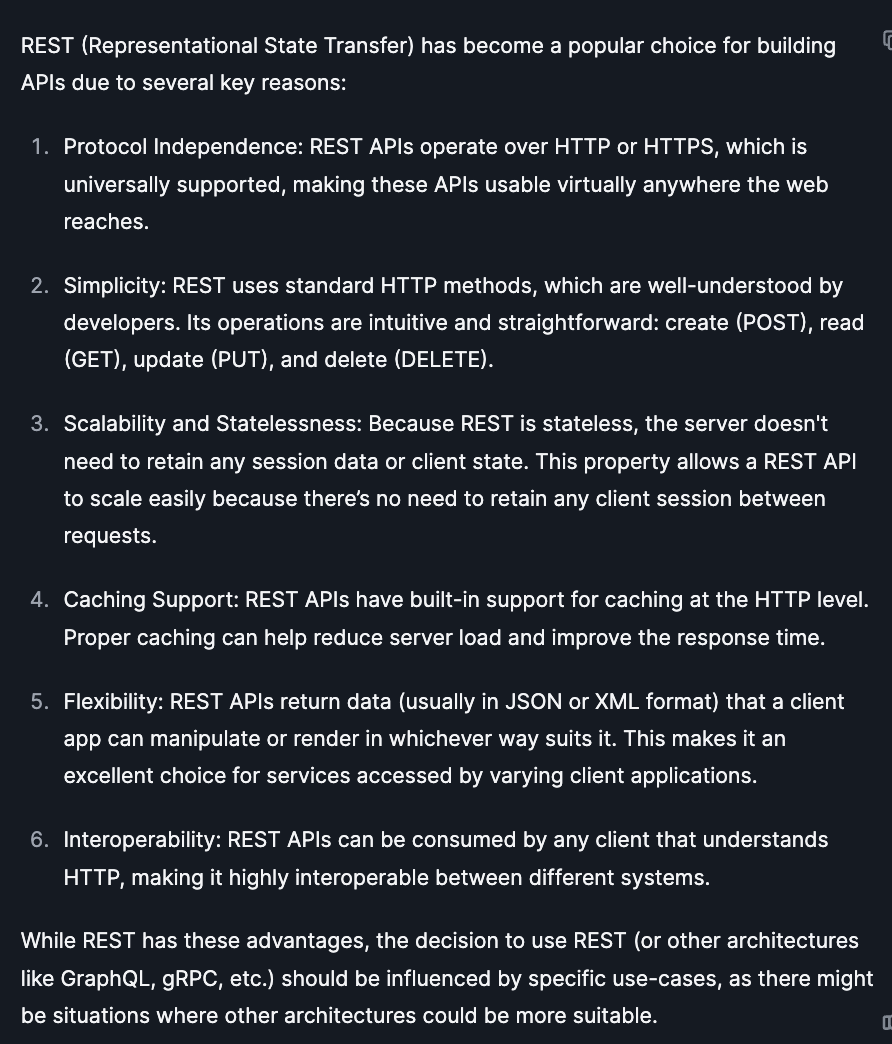 REST (Representational State Transfer) has become a popular choice for building
APIs due to several key reasons:
1. Protocol Independence: REST APIs operate over HTTP or HTTPS, which is
universally supported, making these APIs usable virtually anywhere the web
reaches.
2. Simplicity: REST uses standard HTTP methods, which are well-understood by
developers. Its operations are intuitive and straightforward: create (POST), read
(GET), update (PUT), and delete (DELETE).
3. Scalability and Statelessness: Because REST is stateless, the server doesn't
need to retain any session data or client state. This property allows a REST API
to scale easily because there’s no need to retain any client session between
requests.
4. Caching Support: REST APIs have built-in support for caching at the HTTP level.
Proper caching can help reduce server load and improve the response time.
5. Flexibility: REST APIs return data (usually in JSON or XML format) that a client
app can manipulate or render in whichever way suits it. This makes it an
excellent choice for services accessed by varying client applications.
6. Interoperability: REST APIs can be consumed by any client that understands
HTTP, making it highly interoperable between different systems.
While REST has these advantages, the decision to use REST (or other architectures
like GraphQL, gRPC, etc.) should be influenced by specific use-cases, as there might
be situations where other architectures could be more suitable.